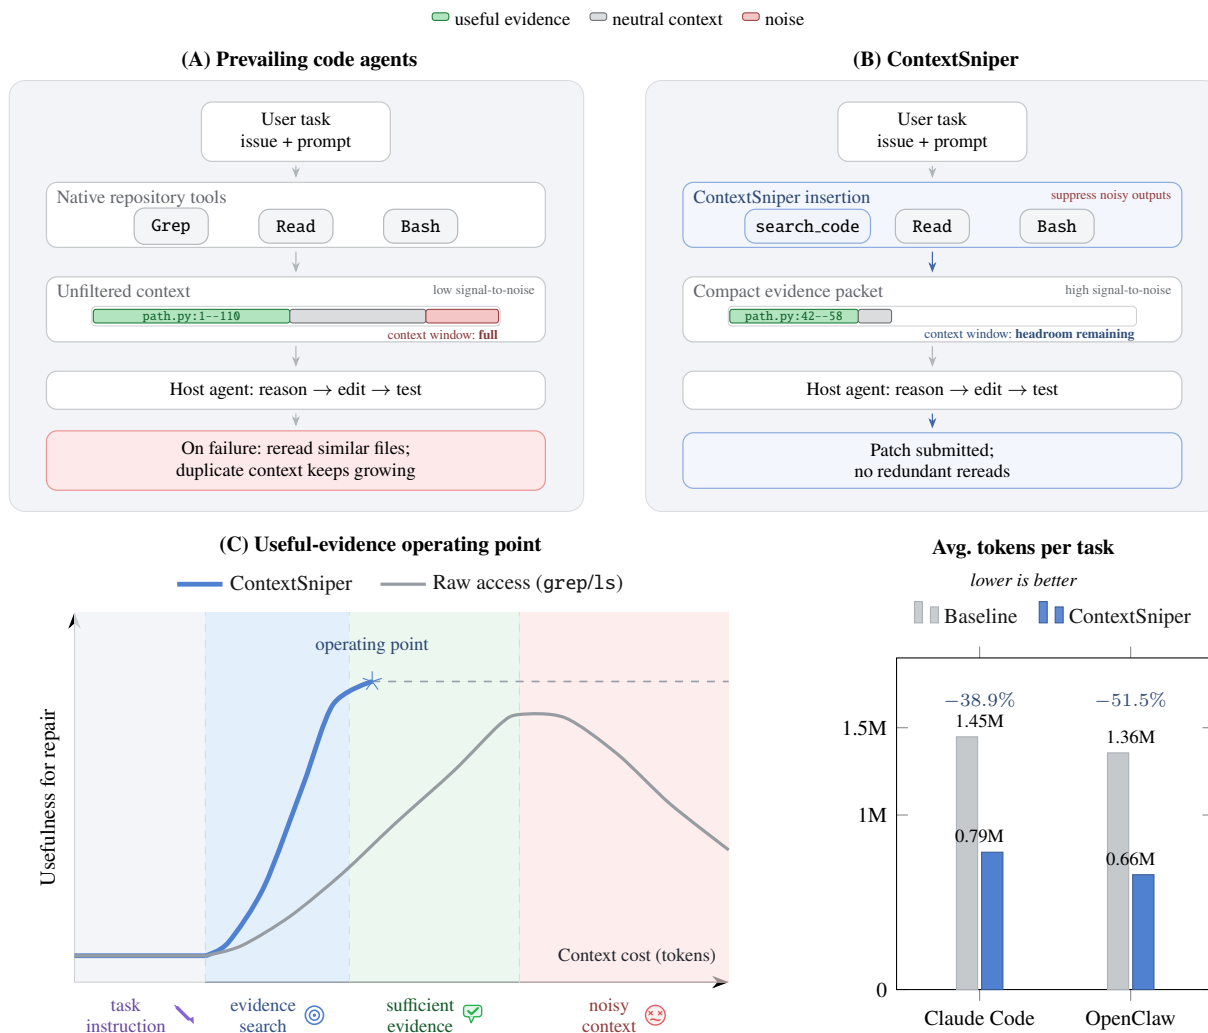 useful evidence neutral context noise
(A) Prevailing code agents
User task
issue + prompt
Native repository tools
Grep Read Bash
Unfiltered context low signal-to-noise
path.py:1--110
context window: full
Host agent: reason → edit → test
On failure: reread similar files;
duplicate context keeps growing
(B) ContextSniper
User task
issue + prompt
ContextSniper insertion suppress noisy outputs
search_code Read Bash
Compact evidence packet high signal-to-noise
path.py:42--58
context window: headroom remaining
Host agent: reason → edit → test
Patch submitted;
no redundant rereads
(C) Useful-evidence operating point
ContextSniper Raw access (grep/ls)
operating point
Usefulness for repair
Context cost (tokens)
task
instruction
evidence
search
sufficient
evidence
noisy
context
Avg. tokens per task
lower is better
Baseline ContextSniper
−38.9% −51.5%
1.45M 1.36M
1.5M
1M
0.79M 0.66M
0
Claude Code OpenClaw